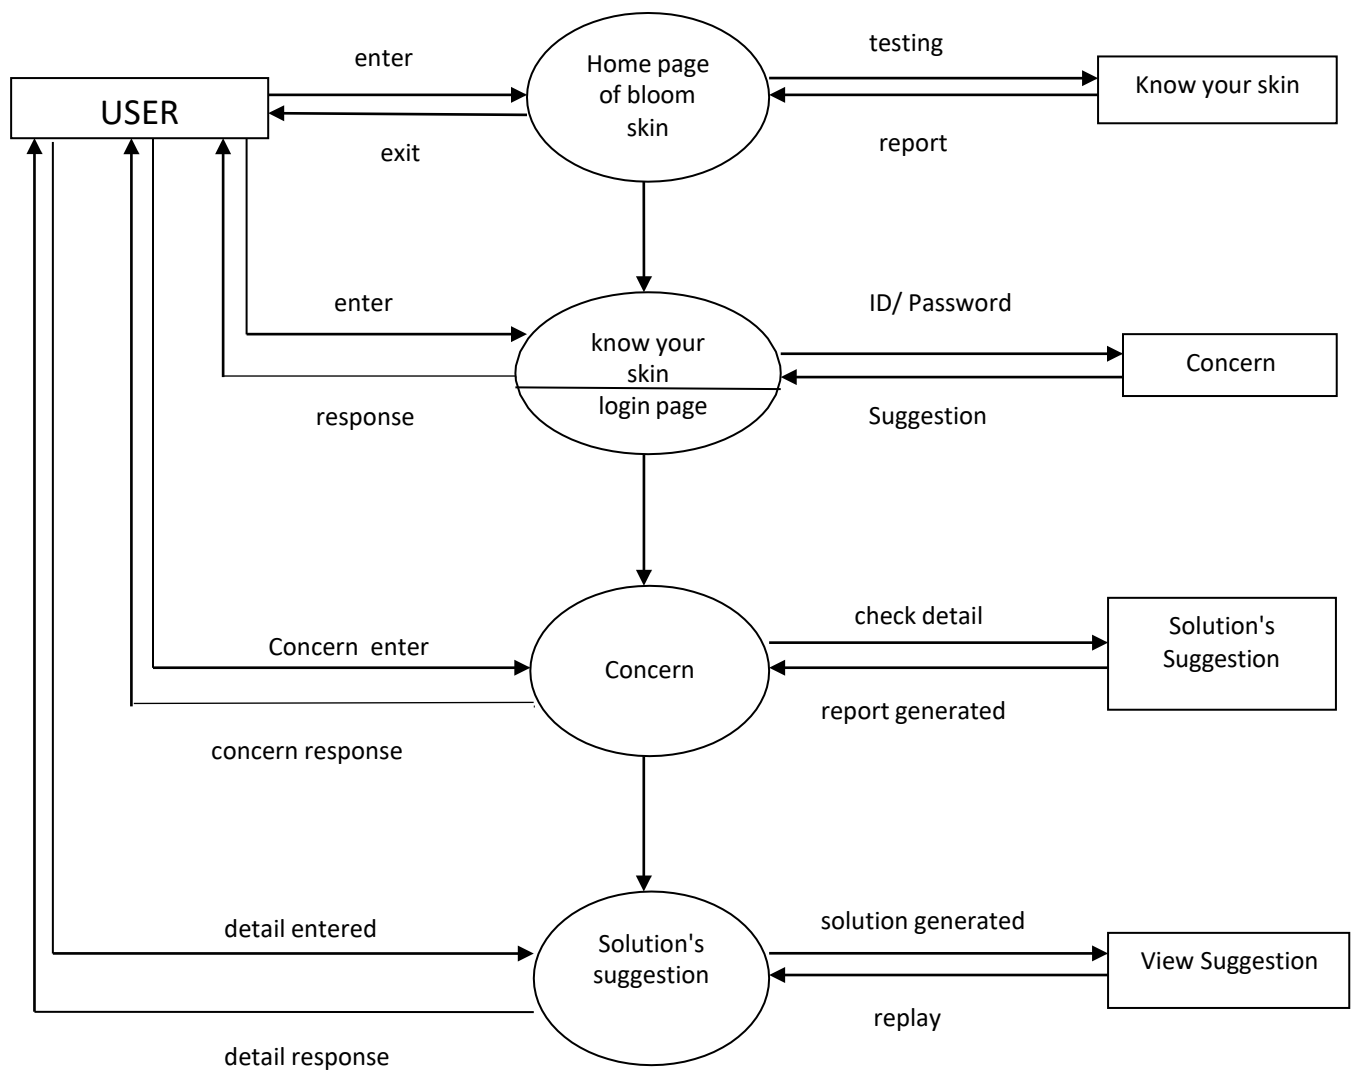 enter
testing
Home page
of bloom
skin
Know your skin
USER
exit
report
enter
ID/ Password
know your
skin
login page
Concern
response
Suggestion
Concern  enter
Concern
check detail
Solution's
Suggestion
concern response
report generated
detail entered
Solution's
suggestion
solution generated
View Suggestion
detail response
replay